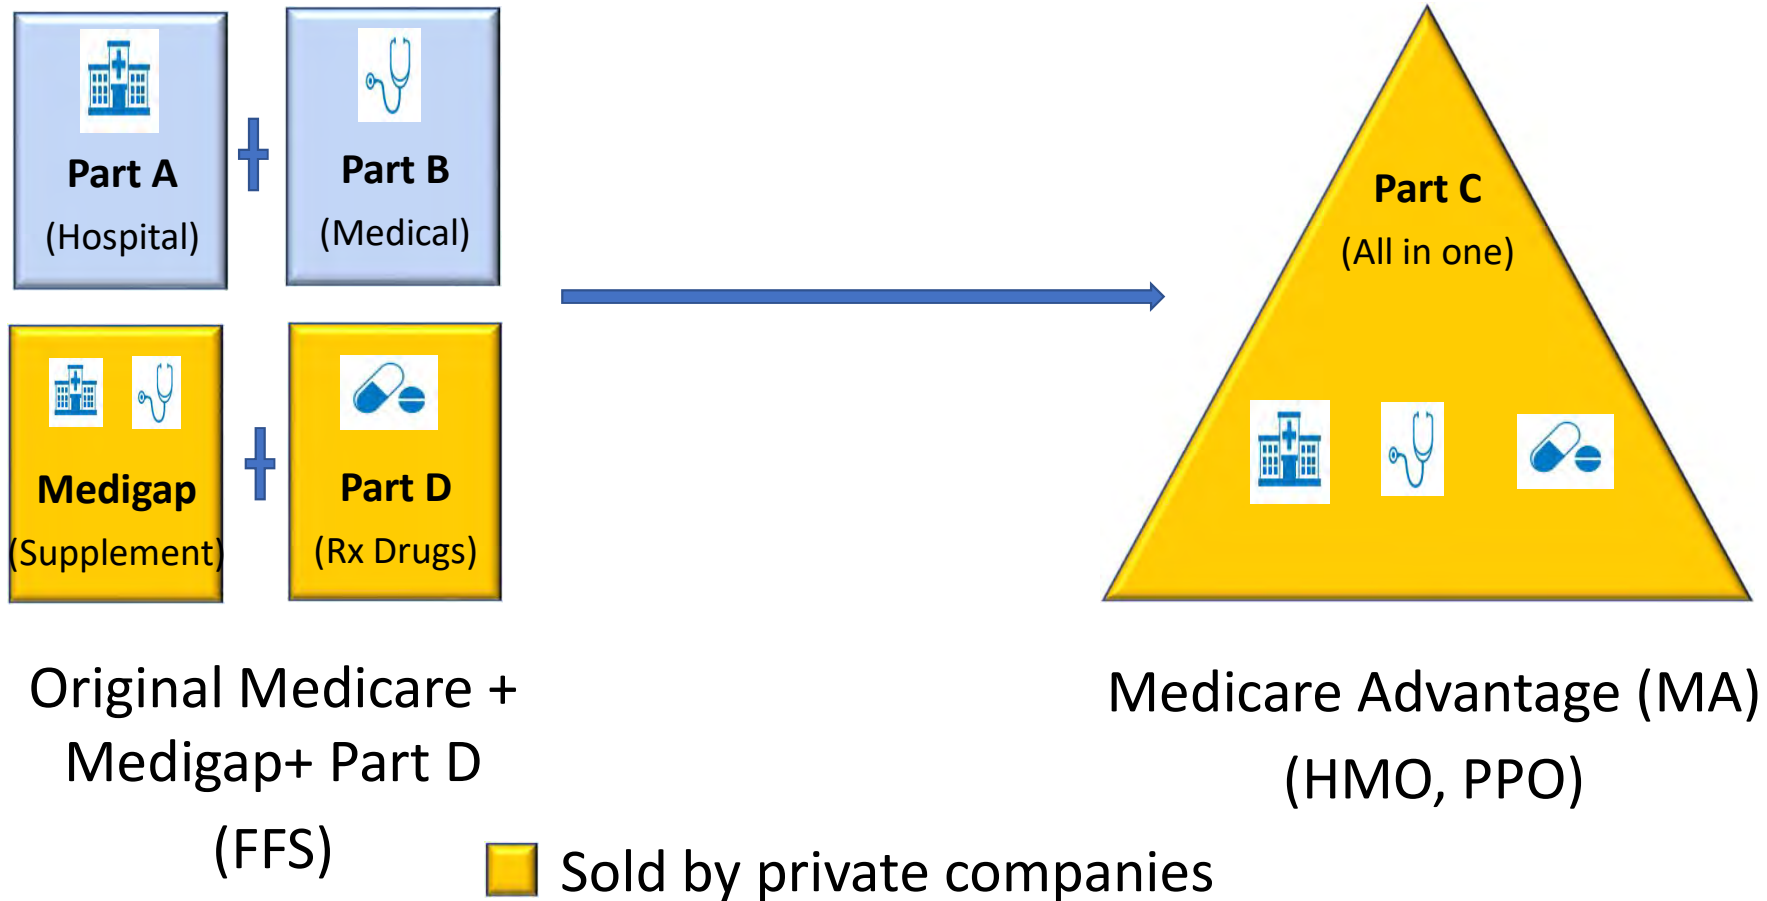 Part A
(Hospital)
Part B
(Medical)
Medigap
(Supplement)
Part D
(Rx Drugs)
Original Medicare +
Medigap+ Part D
(FFS)
Part C
(All in one)
Medicare Advantage (MA)
(HMO, PPO)
Sold by private companies